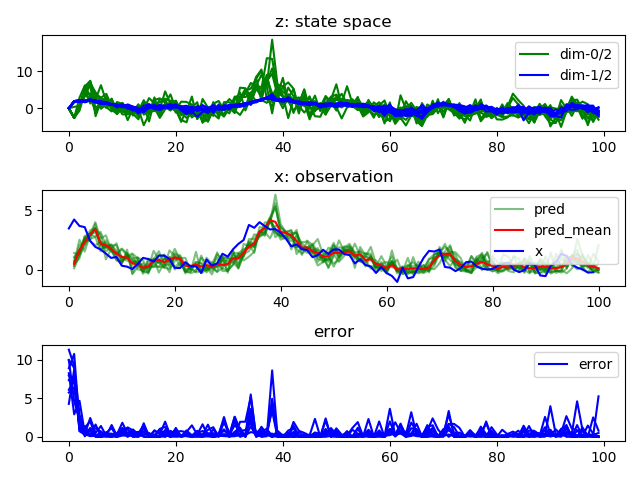 z: state space
10
0
dim-0/2
dim-1/2
0 20 40 60 80 100
x: observation
5
0
pred
pred_mean
x
0 20 40 60 80 100
error
10
5
0
error
0 20 40 60 80 100